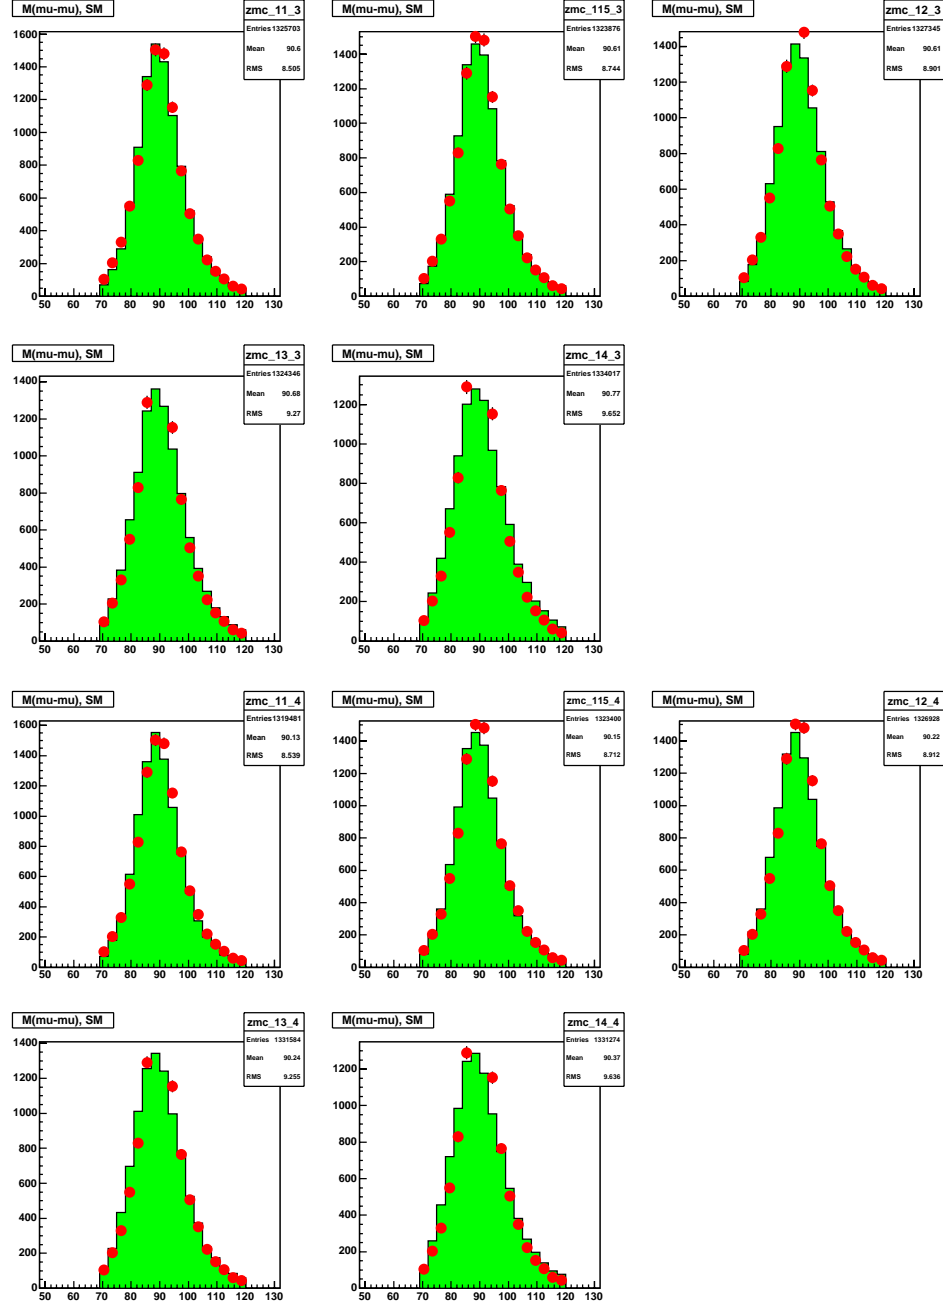 M(mu-mu), SM
zmc_11_3
Entries 1325703
Mean 90.6
RMS 8.505
1600
1400
1200
1000
800
600
400
200
0
50 60 70 80 90 100 110 120 130
M(mu-mu), SM
zmc_115_3
Entries 1323876
Mean 90.61
RMS 8.744
1400
1200
1000
800
600
400
200
0
50 60 70 80 90 100 110 120 130
M(mu-mu), SM
zmc_12_3
Entries 1327345
Mean 90.61
RMS 8.901
1400
1200
1000
800
600
400
200
0
50 60 70 80 90 100 110 120 130
M(mu-mu), SM
zmc_13_3
Entries 1324346
Mean 90.68
RMS 9.27
1400
1200
1000
800
600
400
200
0
50 60 70 80 90 100 110 120 130
M(mu-mu), SM
zmc_14_3
Entries 1334017
Mean 90.77
RMS 9.652
1200
1000
800
600
400
200
0
50 60 70 80 90 100 110 120 130
M(mu-mu), SM
zmc_11_4
Entries 1319481
Mean 90.13
RMS 8.539
1600
1400
1200
1000
800
600
400
200
0
50 60 70 80 90 100 110 120 130
M(mu-mu), SM
zmc_115_4
Entries 1323400
Mean 90.15
RMS 8.712
1400
1200
1000
800
600
400
200
0
50 60 70 80 90 100 110 120 130
M(mu-mu), SM
zmc_12_4
Entries 1326928
Mean 90.22
RMS 8.912
1400
1200
1000
800
600
400
200
0
50 60 70 80 90 100 110 120 130
M(mu-mu), SM
zmc_13_4
Entries 1331584
Mean 90.24
RMS 9.255
1400
1200
1000
800
600
400
200
0
50 60 70 80 90 100 110 120 130
M(mu-mu), SM
zmc_14_4
Entries 1331274
Mean 90.37
RMS 9.636
1200
1000
800
600
400
200
0
50 60 70 80 90 100 110 120 130